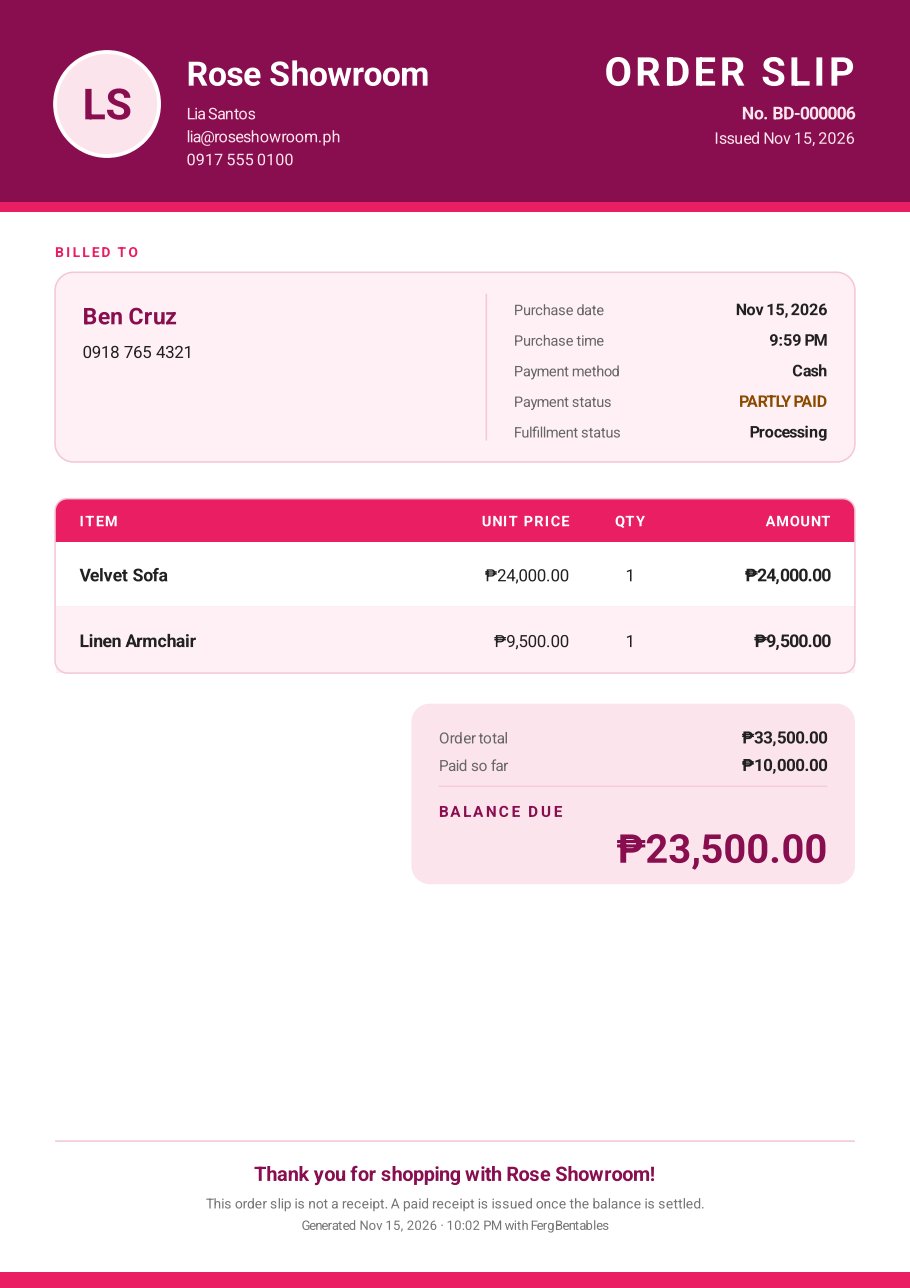 LS
Rose Showroom
Lia Santos
lia@roseshowroom.ph
0917 555 0100
ORDER SLIP
No. BD-000006
Issued Nov 15, 2026
BILLED TO
Ben Cruz
0918 765 4321
Purchase date Nov 15, 2026
Purchase time 9:59 PM
Payment method Cash
Payment status PARTLY PAID
Fulfillment status Processing
ITEM UNIT PRICE QTY AMOUNT
Velvet Sofa ₱24,000.00 1 ₱24,000.00
Linen Armchair ₱9,500.00 1 ₱9,500.00
Order total ₱33,500.00
Paid so far ₱10,000.00
BALANCE DUE
₱23,500.00
Thank you for shopping with Rose Showroom!
This order slip is not a receipt. A paid receipt is issued once the balance is settled.
Generated Nov 15, 2026 · 10:02 PM with FergBentables